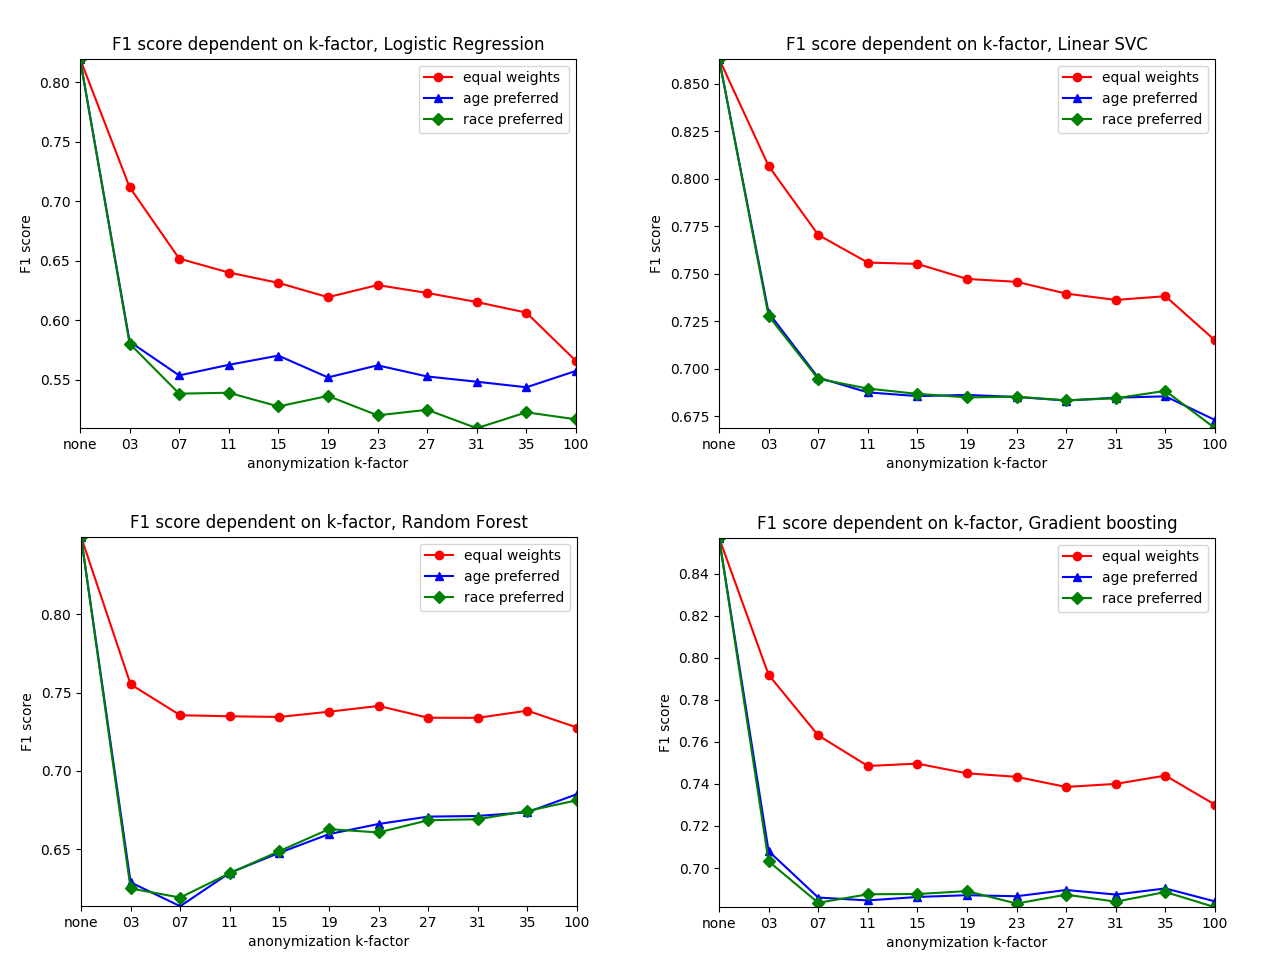 F1 score dependent on k-factor, Logistic Regression
F1 score
0.80
0.75
0.70
0.65
0.60
0.55
equal weights
age preferred
race preferred
none 03 07 11 15 19 23 27 31 35 100
anonymization k-factor
F1 score dependent on k-factor, Linear SVC
F1 score
0.850
0.825
0.800
0.775
0.750
0.725
0.700
0.675
equal weights
age preferred
race preferred
none 03 07 11 15 19 23 27 31 35 100
anonymization k-factor
F1 score dependent on k-factor, Random Forest
F1 score
0.80
0.75
0.70
0.65
equal weights
age preferred
race preferred
none 03 07 11 15 19 23 27 31 35 100
anonymization k-factor
F1 score dependent on k-factor, Gradient boosting
F1 score
0.84
0.82
0.80
0.78
0.76
0.74
0.72
0.70
equal weights
age preferred
race preferred
none 03 07 11 15 19 23 27 31 35 100
anonymization k-factor